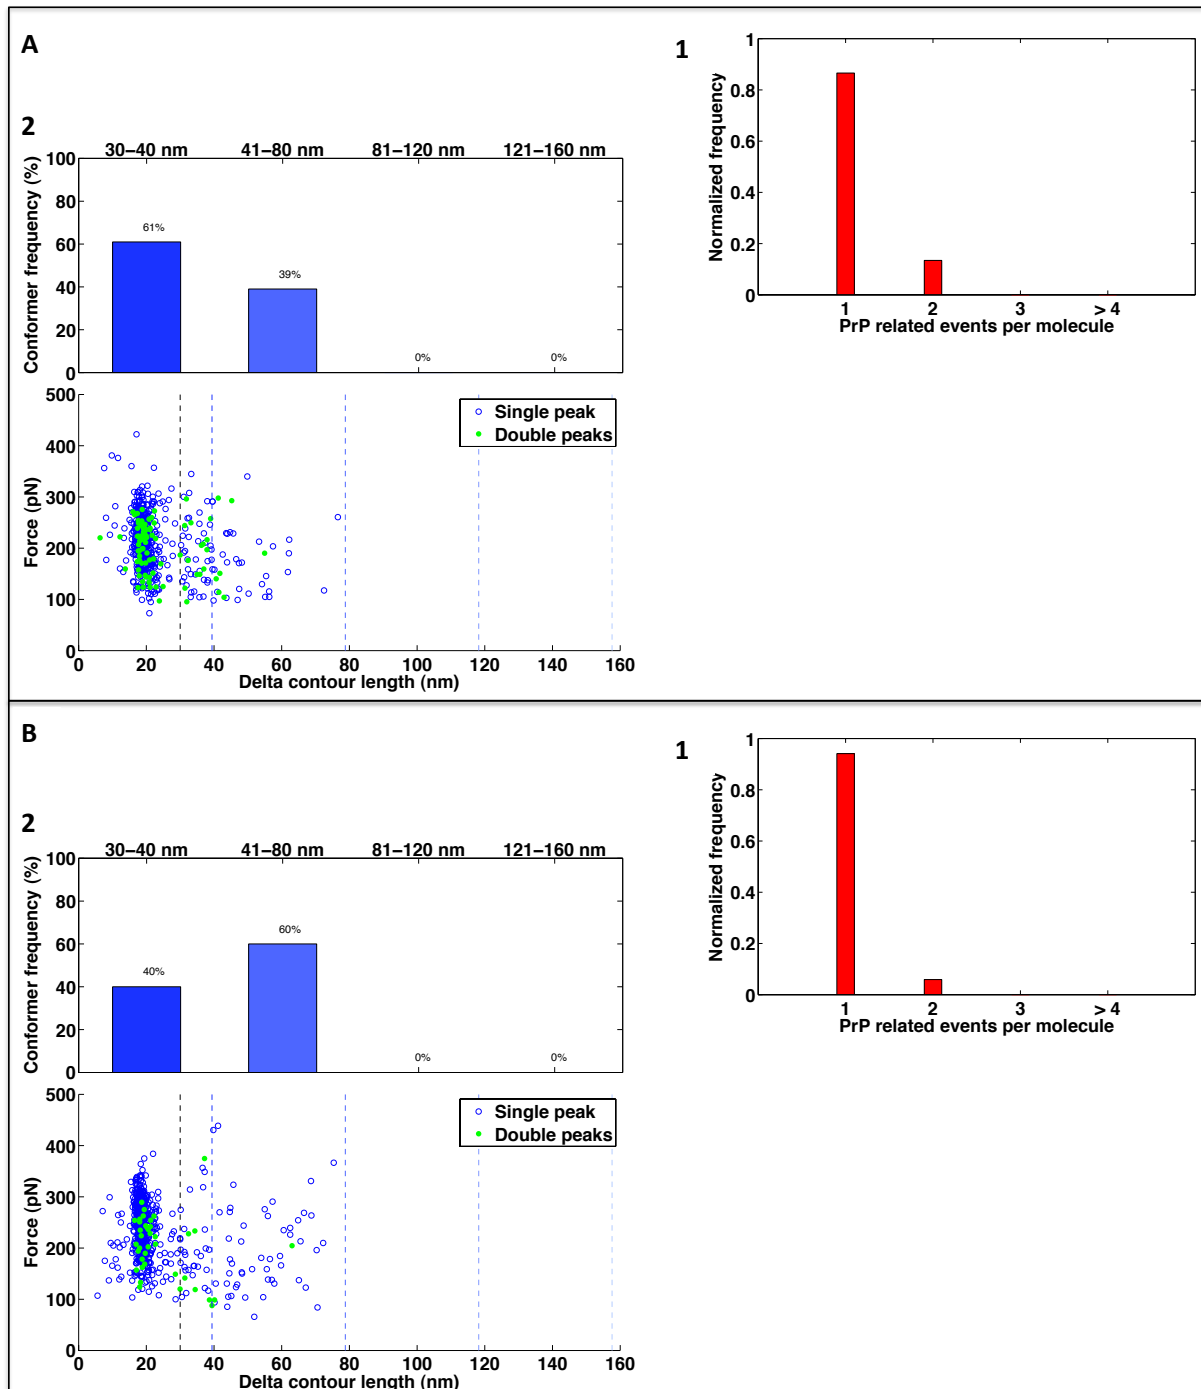 A
1
1
0.8
0.6
0.4
0.2
0
Normalized frequency
1 2 3 > 4
PrP related events per molecule
2
30–40 nm 41–80 nm 81–120 nm 121–160 nm
100
80
60
40
20
0
Conformer frequency (%)
61%
39%
0% 0%
500
400
300
200
100
0
Force (pN)
Single peak
Double peaks
0 20 40 60 80 100 120 140 160
Delta contour length (nm)
B
1
1
0.8
0.6
0.4
0.2
0
Normalized frequency
1 2 3 > 4
PrP related events per molecule
2
30–40 nm 41–80 nm 81–120 nm 121–160 nm
100
80
60
40
20
0
Conformer frequency (%)
40%
60%
0% 0%
500
400
300
200
100
0
Force (pN)
Single peak
Double peaks
0 20 40 60 80 100 120 140 160
Delta contour length (nm)